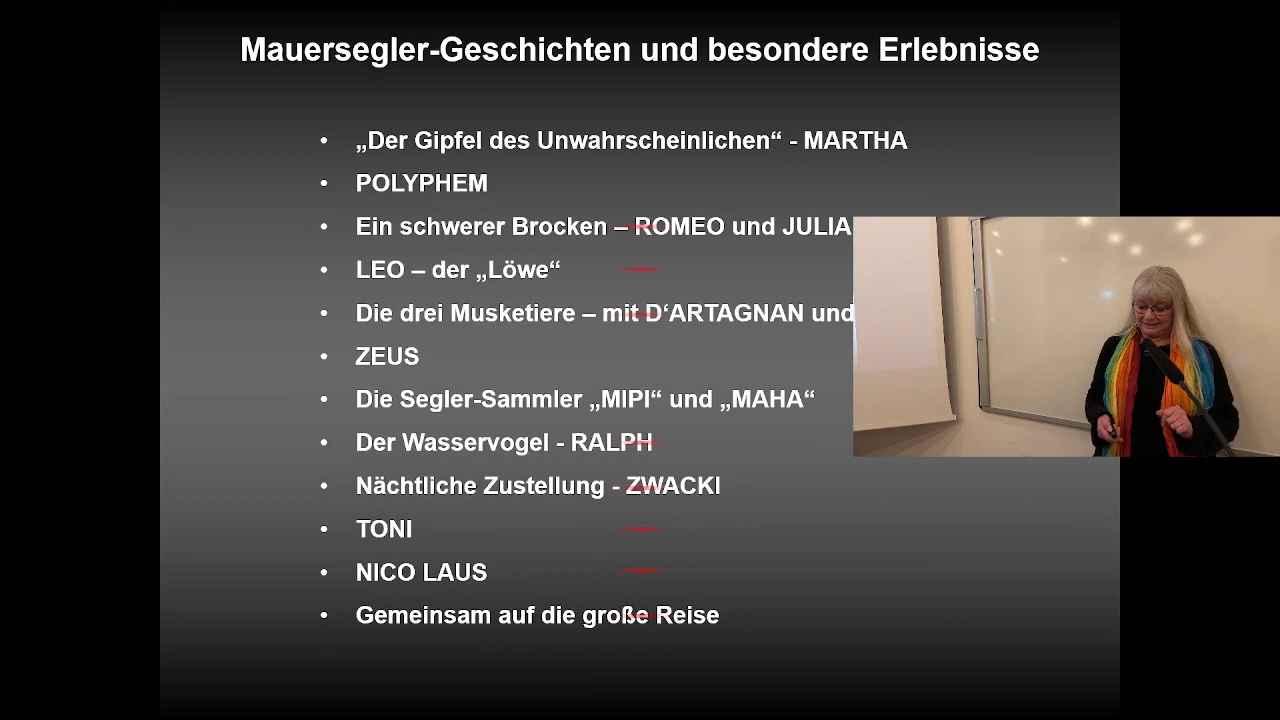 Mauersegler-Geschichten und besondere Erlebnisse
• „Der Gipfel des Unwahrscheinlichen“ - MARTHA
• POLYPHEM
• Ein schwerer Brocken – ROMEO und JULIA
• LEO – der „Löwe“
• Die drei Musketiere – mit D‘ARTAGNAN und
• ZEUS
• Die Segler-Sammler „MIPI“ und „MAHA“
• Der Wasservogel - RALPH
• Nächtliche Zustellung - ZWACKI
• TONI
• NICO LAUS
• Gemeinsam auf die große Reise